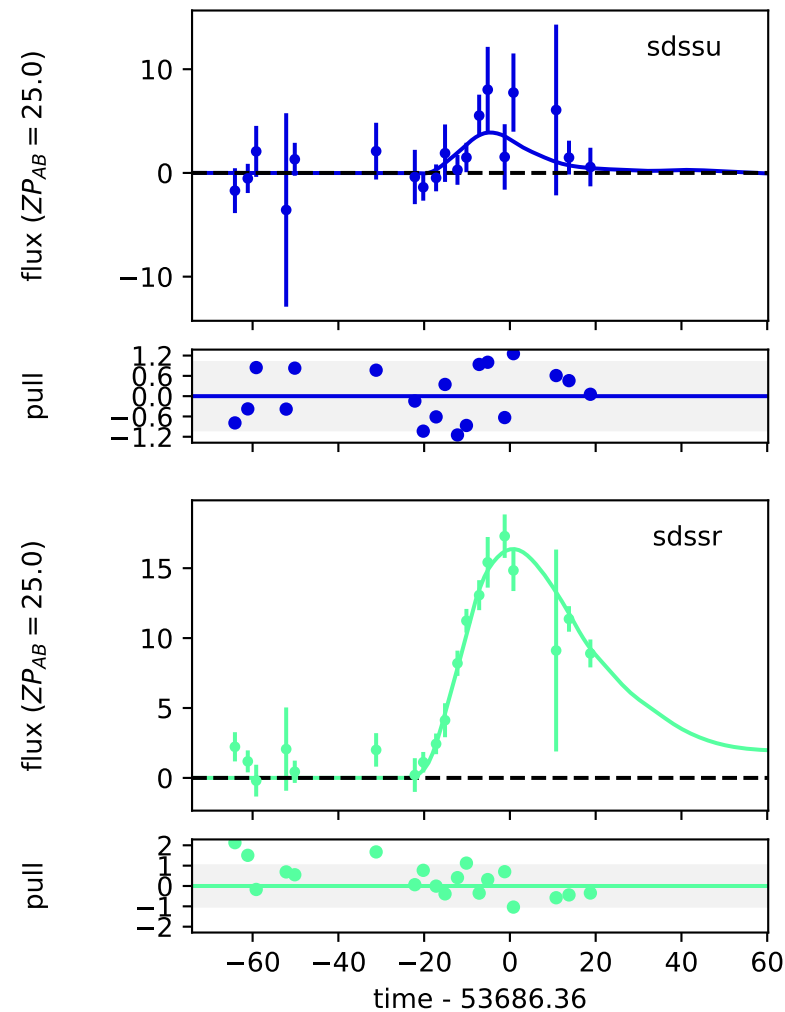 sdssu
flux (ZP_AB = 25.0)
10
0
−10
pull
1.2
0.6
0.0
−0.6
−1.2
sdssr
flux (ZP_AB = 25.0)
15
10
5
0
pull
2
1
0
−1
−2
−60 −40 −20 0 20 40 60
time - 53686.36